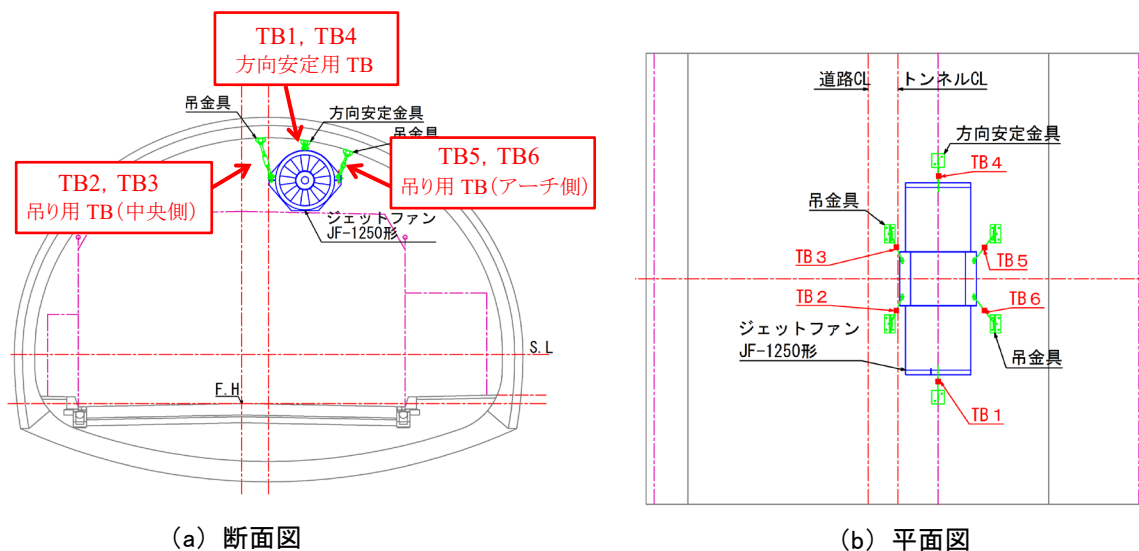 TB1, TB4
方向安定用 TB
吊金具
方向安定金具
吊金具
TB2, TB3
吊り用 TB(中央側)
TB5, TB6
吊り用 TB(アーチ側)
ジェットファン
JF-1250形
S.L
F.H
(a) 断面図
道路CL
トンネルCL
方向安定金具
TB4
吊金具
TB3
TB5
TB2
TB6
ジェットファン
JF-1250形
吊金具
TB1
(b) 平面図